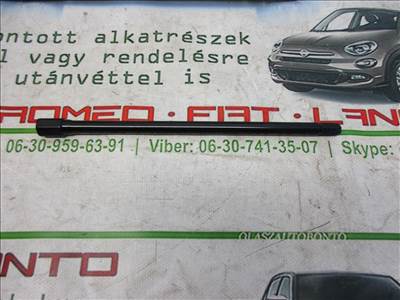 ontott alkatrészek
l vagy rendelésre
utánvéttel is
ROMEO - FIAT - LANC
06-30-959-63-91 | Viber: 06-30-741-35-07 | Skype:
OLASZAUTOBONTO
ONTO